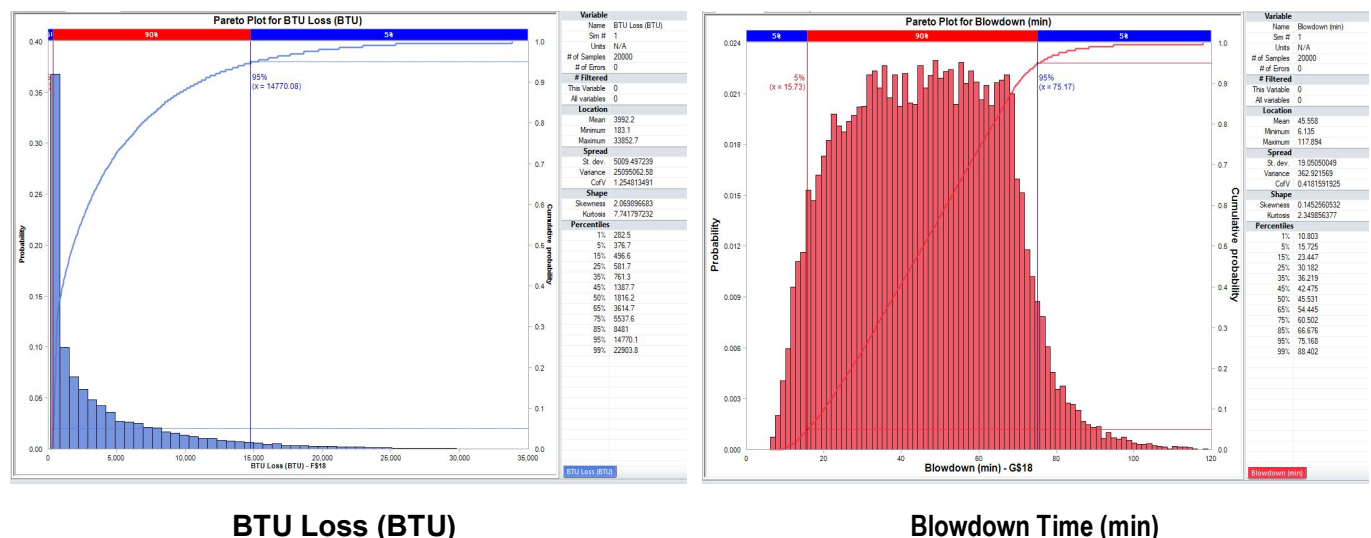 Pareto Plot for BTU Loss (BTU)
90%
5%
0.40
0.36
0.30
0.25
0.20
0.15
0.10
0.06
0.00
Probability
1.0
0.9
0.8
0.7
0.6
0.5
0.4
0.3
0.2
0.1
0.0
Cumulative probability
95%
(x = 14770.08)
0
5,000
10,000
15,000
20,000
25,000
30,000
35,000
BTU Loss (BTU) - F$18
Variable
Name BTU Loss (BTU)
Sim # 1
Units N/A
# of Samples 20000
# of Errors 0
# Filtered
This Variable 0
All variables 0
Location
Mean 3992.2
Minimum 183.1
Maximum 33852.7
Spread
St. dev. 5009.497239
Variance 25095062.58
CofV 1.254813491
Shape
Skewness 2.069896683
Kurtosis 7.741797232
Percentiles
1% 282.5
5% 376.7
15% 496.6
25% 581.7
35% 761.3
45% 1387.7
50% 1816.2
65% 3614.7
75% 5537.6
85% 8481
95% 14770.1
99% 22903.8
BTU Loss (BTU)
Pareto Plot for Blowdown (min)
5%
90%
5%
0.024
0.021
0.018
0.015
0.012
0.009
0.006
0.003
0.000
Probability
1.0
0.9
0.8
0.7
0.6
0.5
0.4
0.3
0.2
0.1
0.0
Cumulative probability
5%
(x = 15.73)
95%
(x = 75.17)
0
20
40
60
80
100
120
Blowdown (min) - G$18
Variable
Name Blowdown (min)
Sim # 1
Units N/A
# of Samples 20000
# of Errors 0
# Filtered
This Variable 0
All variables 0
Location
Mean 45.558
Minimum 6.135
Maximum 117.894
Spread
St. dev. 19.05050049
Variance 362.921569
CofV 0.4181591925
Shape
Skewness 0.1452560532
Kurtosis 2.349856377
Percentiles
1% 10.803
5% 15.725
15% 23.447
25% 30.182
35% 36.219
45% 42.475
50% 45.531
65% 54.445
75% 60.502
85% 66.676
95% 75.168
99% 88.402
Blowdown (min)
BTU Loss (BTU)
Blowdown Time (min)